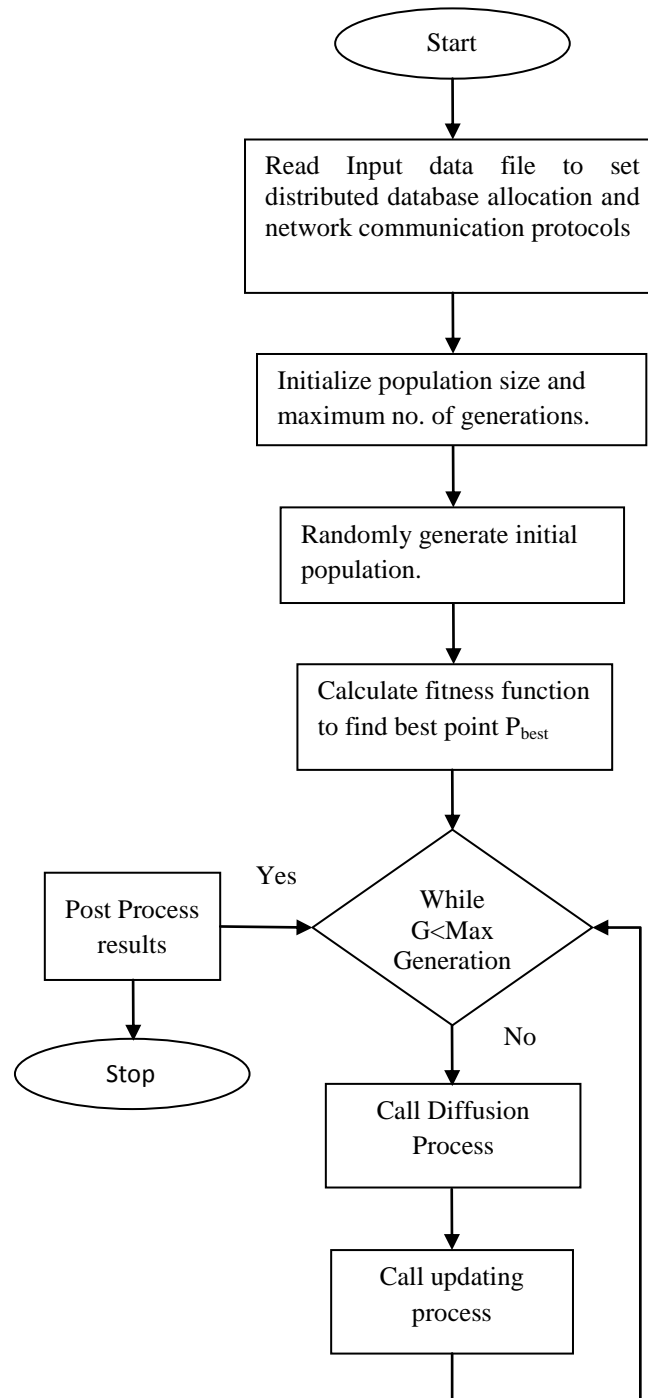 Start
Read Input data file to set
distributed database allocation and
network communication protocols
Initialize population size and
maximum no. of generations.
Randomly generate initial
population.
Calculate fitness function
to find best point Pbest
Yes
While
G<Max
Generation
Post Process
results
No
Stop
Call Diffusion
Process
Call updating
process